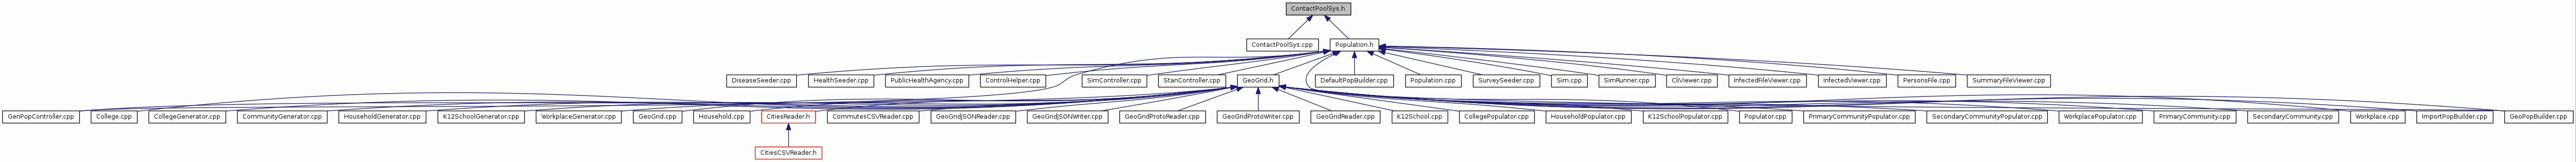 ContactPoolSys.h
ContactPoolSys.cpp
Population.h
DiseaseSeeder.cpp
HealthSeeder.cpp
PublicHealthAgency.cpp
ControlHelper.cpp
SimController.cpp
StanController.cpp
GeoGrid.h
DefaultPopBuilder.cpp
Population.cpp
SurveySeeder.cpp
Sim.cpp
SimRunner.cpp
CliViewer.cpp
InfectedFileViewer.cpp
InfectedViewer.cpp
PersonsFile.cpp
SummaryFileViewer.cpp
GenPopController.cpp
College.cpp
CollegeGenerator.cpp
CommunityGenerator.cpp
HouseholdGenerator.cpp
K12SchoolGenerator.cpp
WorkplaceGenerator.cpp
GeoGrid.cpp
Household.cpp
CitiesReader.h
CommutesCSVReader.cpp
GeoGridJSONReader.cpp
GeoGridJSONWriter.cpp
GeoGridProtoReader.cpp
GeoGridProtoWriter.cpp
GeoGridReader.cpp
K12School.cpp
CollegePopulator.cpp
HouseholdPopulator.cpp
K12SchoolPopulator.cpp
Populator.cpp
PrimaryCommunityPopulator.cpp
SecondaryCommunityPopulator.cpp
WorkplacePopulator.cpp
PrimaryCommunity.cpp
SecondaryCommunity.cpp
Workplace.cpp
ImportPopBuilder.cpp
GeoPopBuilder.cpp
CitiesCSVReader.h